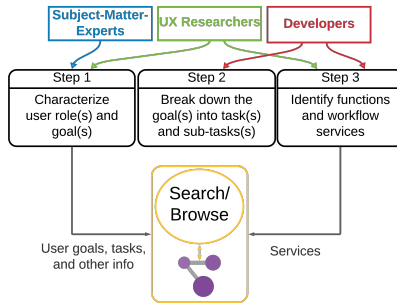 Subject-Matter-
Experts
UX Researchers
Developers
Step 1
Characterize
user role(s) and
goal(s)
Step 2
Break down the
goal(s) into task(s)
and sub-tasks(s)
Step 3
Identify functions
and workflow
services
Search/
Browse
User goals, tasks,
and other info
Services